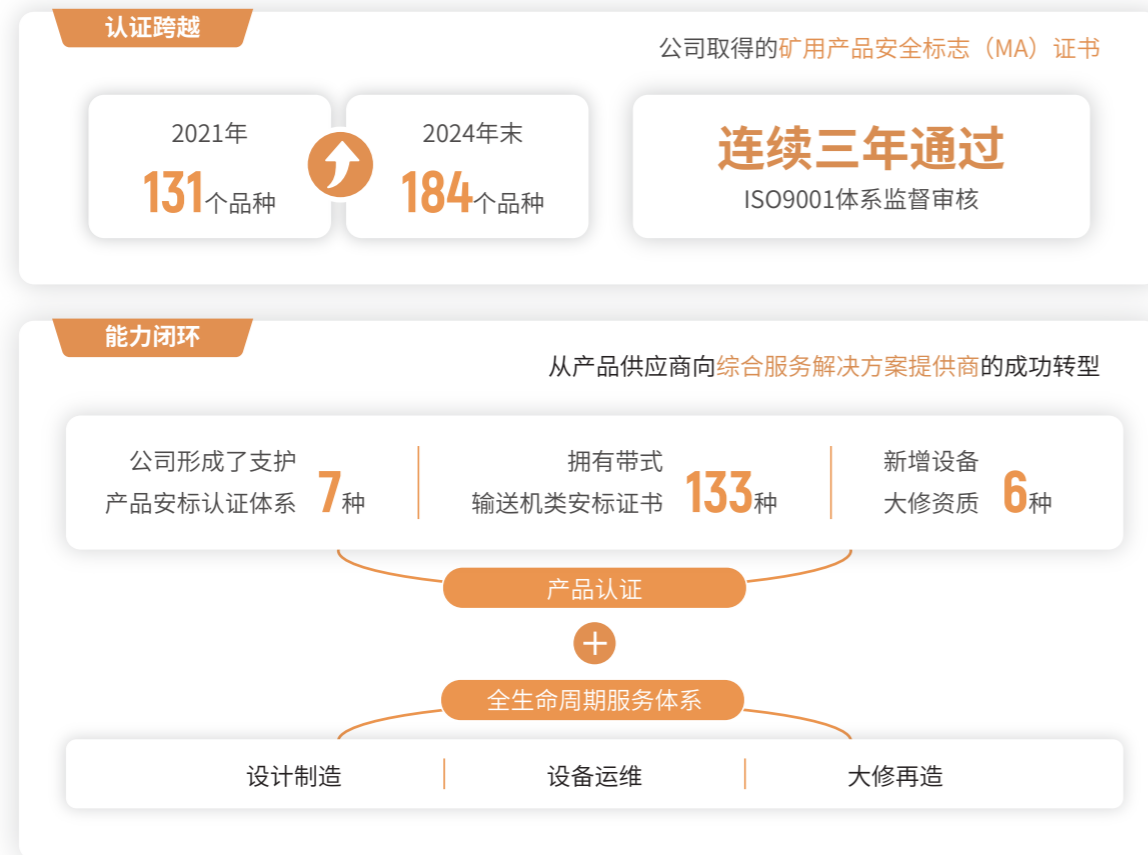 认证跨越
公司取得的矿用产品安全标志（MA）证书
2021年
131个品种
2024年末
184个品种
连续三年通过
ISO9001体系监督审核
能力闭环
从产品供应商向综合服务解决方案提供商的成功转型
公司形成了支护
产品安标认证体系 7种
拥有带式
输送机类安标证书 133种
新增设备
大修资质 6种
产品认证
+
全生命周期服务体系
设计制造
设备运维
大修再造